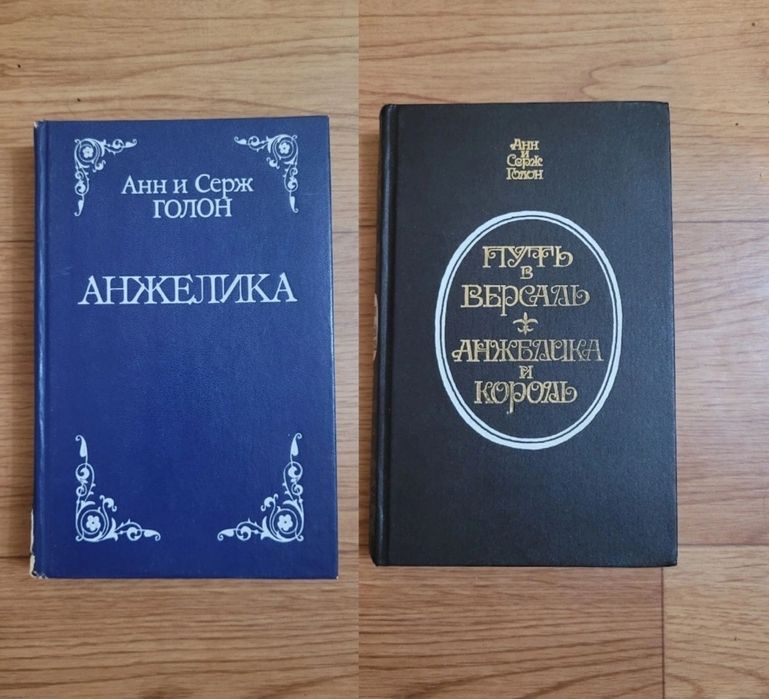 Анн и Серж
ГОЛОН
АНЖЕЛИКА
Анн
и
Серж
Голон
ПУТЬ
в
ВЕРСАЛЬ
АНЖЕЛИКА
и
КОРОЛЬ